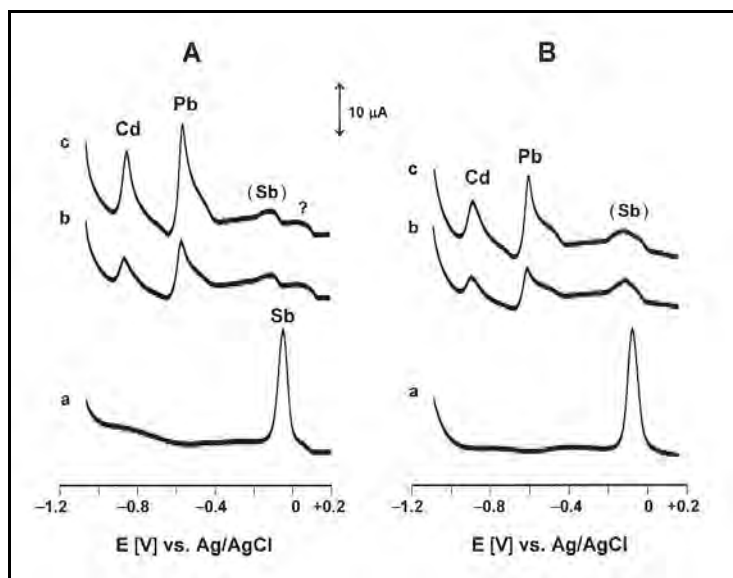 A
B
10 µA
Pb
Cd
c
(Sb)
?
b
Sb
a
Pb
Cd
c
(Sb)
b
a
–1.2 –0.8 –0.4 0 +0.2
–1.2 –0.8 –0.4 0 +0.2
E [V] vs. Ag/AgCl
E [V] vs. Ag/AgCl